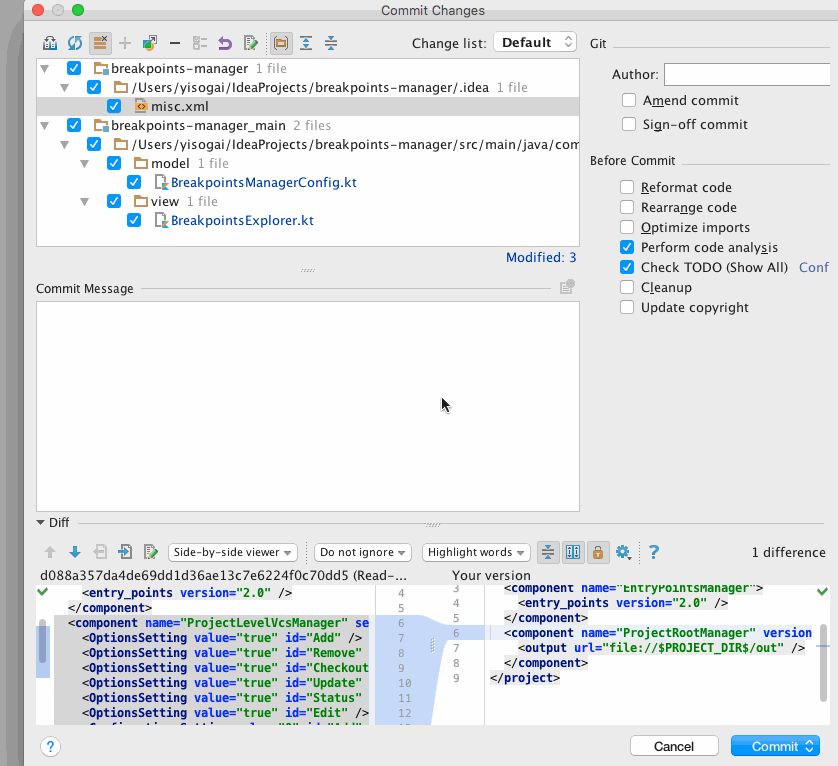 Commit Changes
Change list: Default
Git
breakpoints-manager 1 file
/Users/yisogai/IdeaProjects/breakpoints-manager/.idea 1 file
misc.xml
breakpoints-manager_main 2 files
/Users/yisogai/IdeaProjects/breakpoints-manager/src/main/java/com
model 1 file
BreakpointsManagerConfig.kt
view 1 file
BreakpointsExplorer.kt
Modified: 3
Author:
Amend commit
Sign-off commit
Before Commit
Reformat code
Rearrange code
Optimize imports
Perform code analysis
Check TODO (Show All) Conf
Cleanup
Update copyright
Commit Message
Diff
Side-by-side viewer
Do not ignore
Highlight words
?
1 difference
d088a357da4de69dd1d36ae13c7e6224f0c70dd5 (Read-...
Your version
<entry_points version="2.0" /> 4
</component> 5
<component name="ProjectLevelVcsManager" se 6
<OptionsSetting value="true" id="Add" /> 7
<OptionsSetting value="true" id="Remove" 8
<OptionsSetting value="true" id="Checkout 9
<OptionsSetting value="true" id="Update" 10
<OptionsSetting value="true" id="Status" 11
<OptionsSetting value="true" id="Edit" /> 12
3 <component name="EntryPointsManager">
4 <entry_points version="2.0" />
5 </component>
6 <component name="ProjectRootManager" version
7 <output url="file://$PROJECT_DIR$/out" />
8 </component>
9 </project>
?
Cancel
Commit